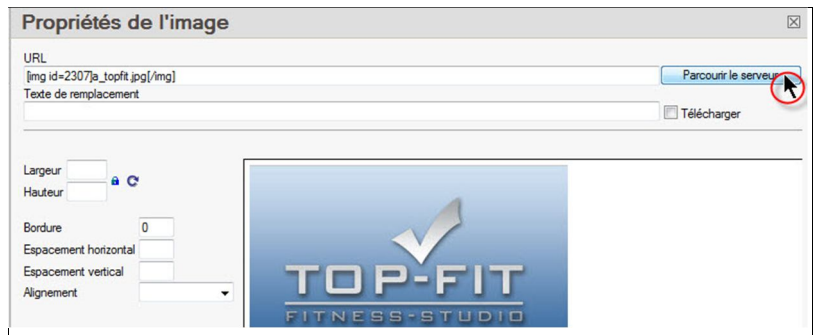 Propriétés de l'image
URL
[img id=2307]a_topfit.jpg[/img]
Parcourir le serveur
Texte de remplacement
Télécharger
Largeur
Hauteur
Bordure 0
Espacement horizontal
Espacement vertical
Alignement
TOP-FIT
FITNESS-STUDIO